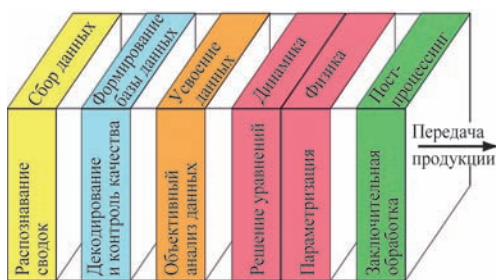 Сбор данных
Формирование
базы данных
Усвоение
данных
Динамика
Физика
Пост-
процессинг
Распознавание
сводок
Декодирование
и контроль качества
Объективный
анализ данных
Решение уравнений
Параметризация
Заключительная
обработка
Передача
продукции